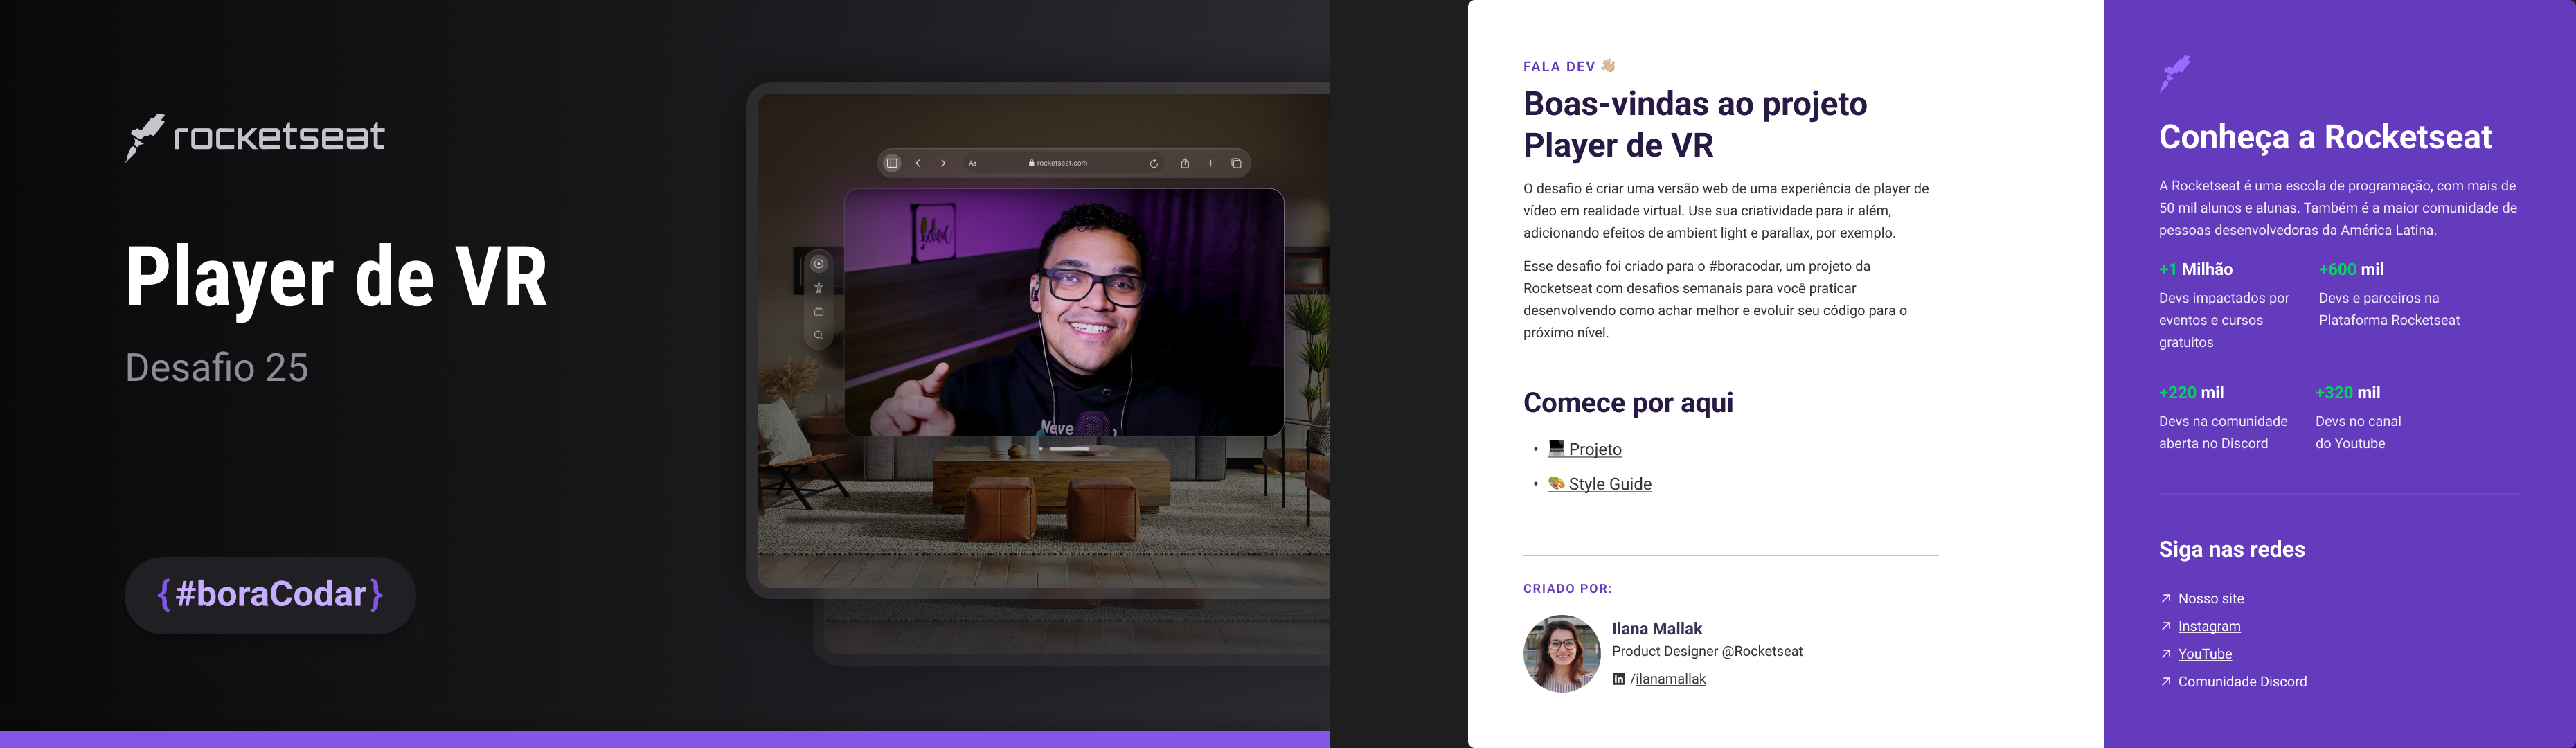 rocketseat
Player de VR
Desafio 25
{#boraCodar}
Aa
rocketseat.com
Neve
FALA DEV 👋🏼
Boas-vindas ao projeto
Player de VR
O desafio é criar uma versão web de uma experiência de player de
vídeo em realidade virtual. Use sua criatividade para ir além,
adicionando efeitos de ambient light e parallax, por exemplo.
Esse desafio foi criado para o #boracodar, um projeto da
Rocketseat com desafios semanais para você praticar
desenvolvendo como achar melhor e evoluir seu código para o
próximo nível.
Comece por aqui
• 💻 Projeto
• 🎨 Style Guide
CRIADO POR:
Ilana Mallak
Product Designer @Rocketseat
in /ilanamallak
Conheça a Rocketseat
A Rocketseat é uma escola de programação, com mais de
50 mil alunos e alunas. Também é a maior comunidade de
pessoas desenvolvedoras da América Latina.
+1 Milhão
Devs impactados por
eventos e cursos
gratuitos
+600 mil
Devs e parceiros na
Plataforma Rocketseat
+220 mil
Devs na comunidade
aberta no Discord
+320 mil
Devs no canal
do Youtube
Siga nas redes
↗ Nosso site
↗ Instagram
↗ YouTube
↗ Comunidade Discord